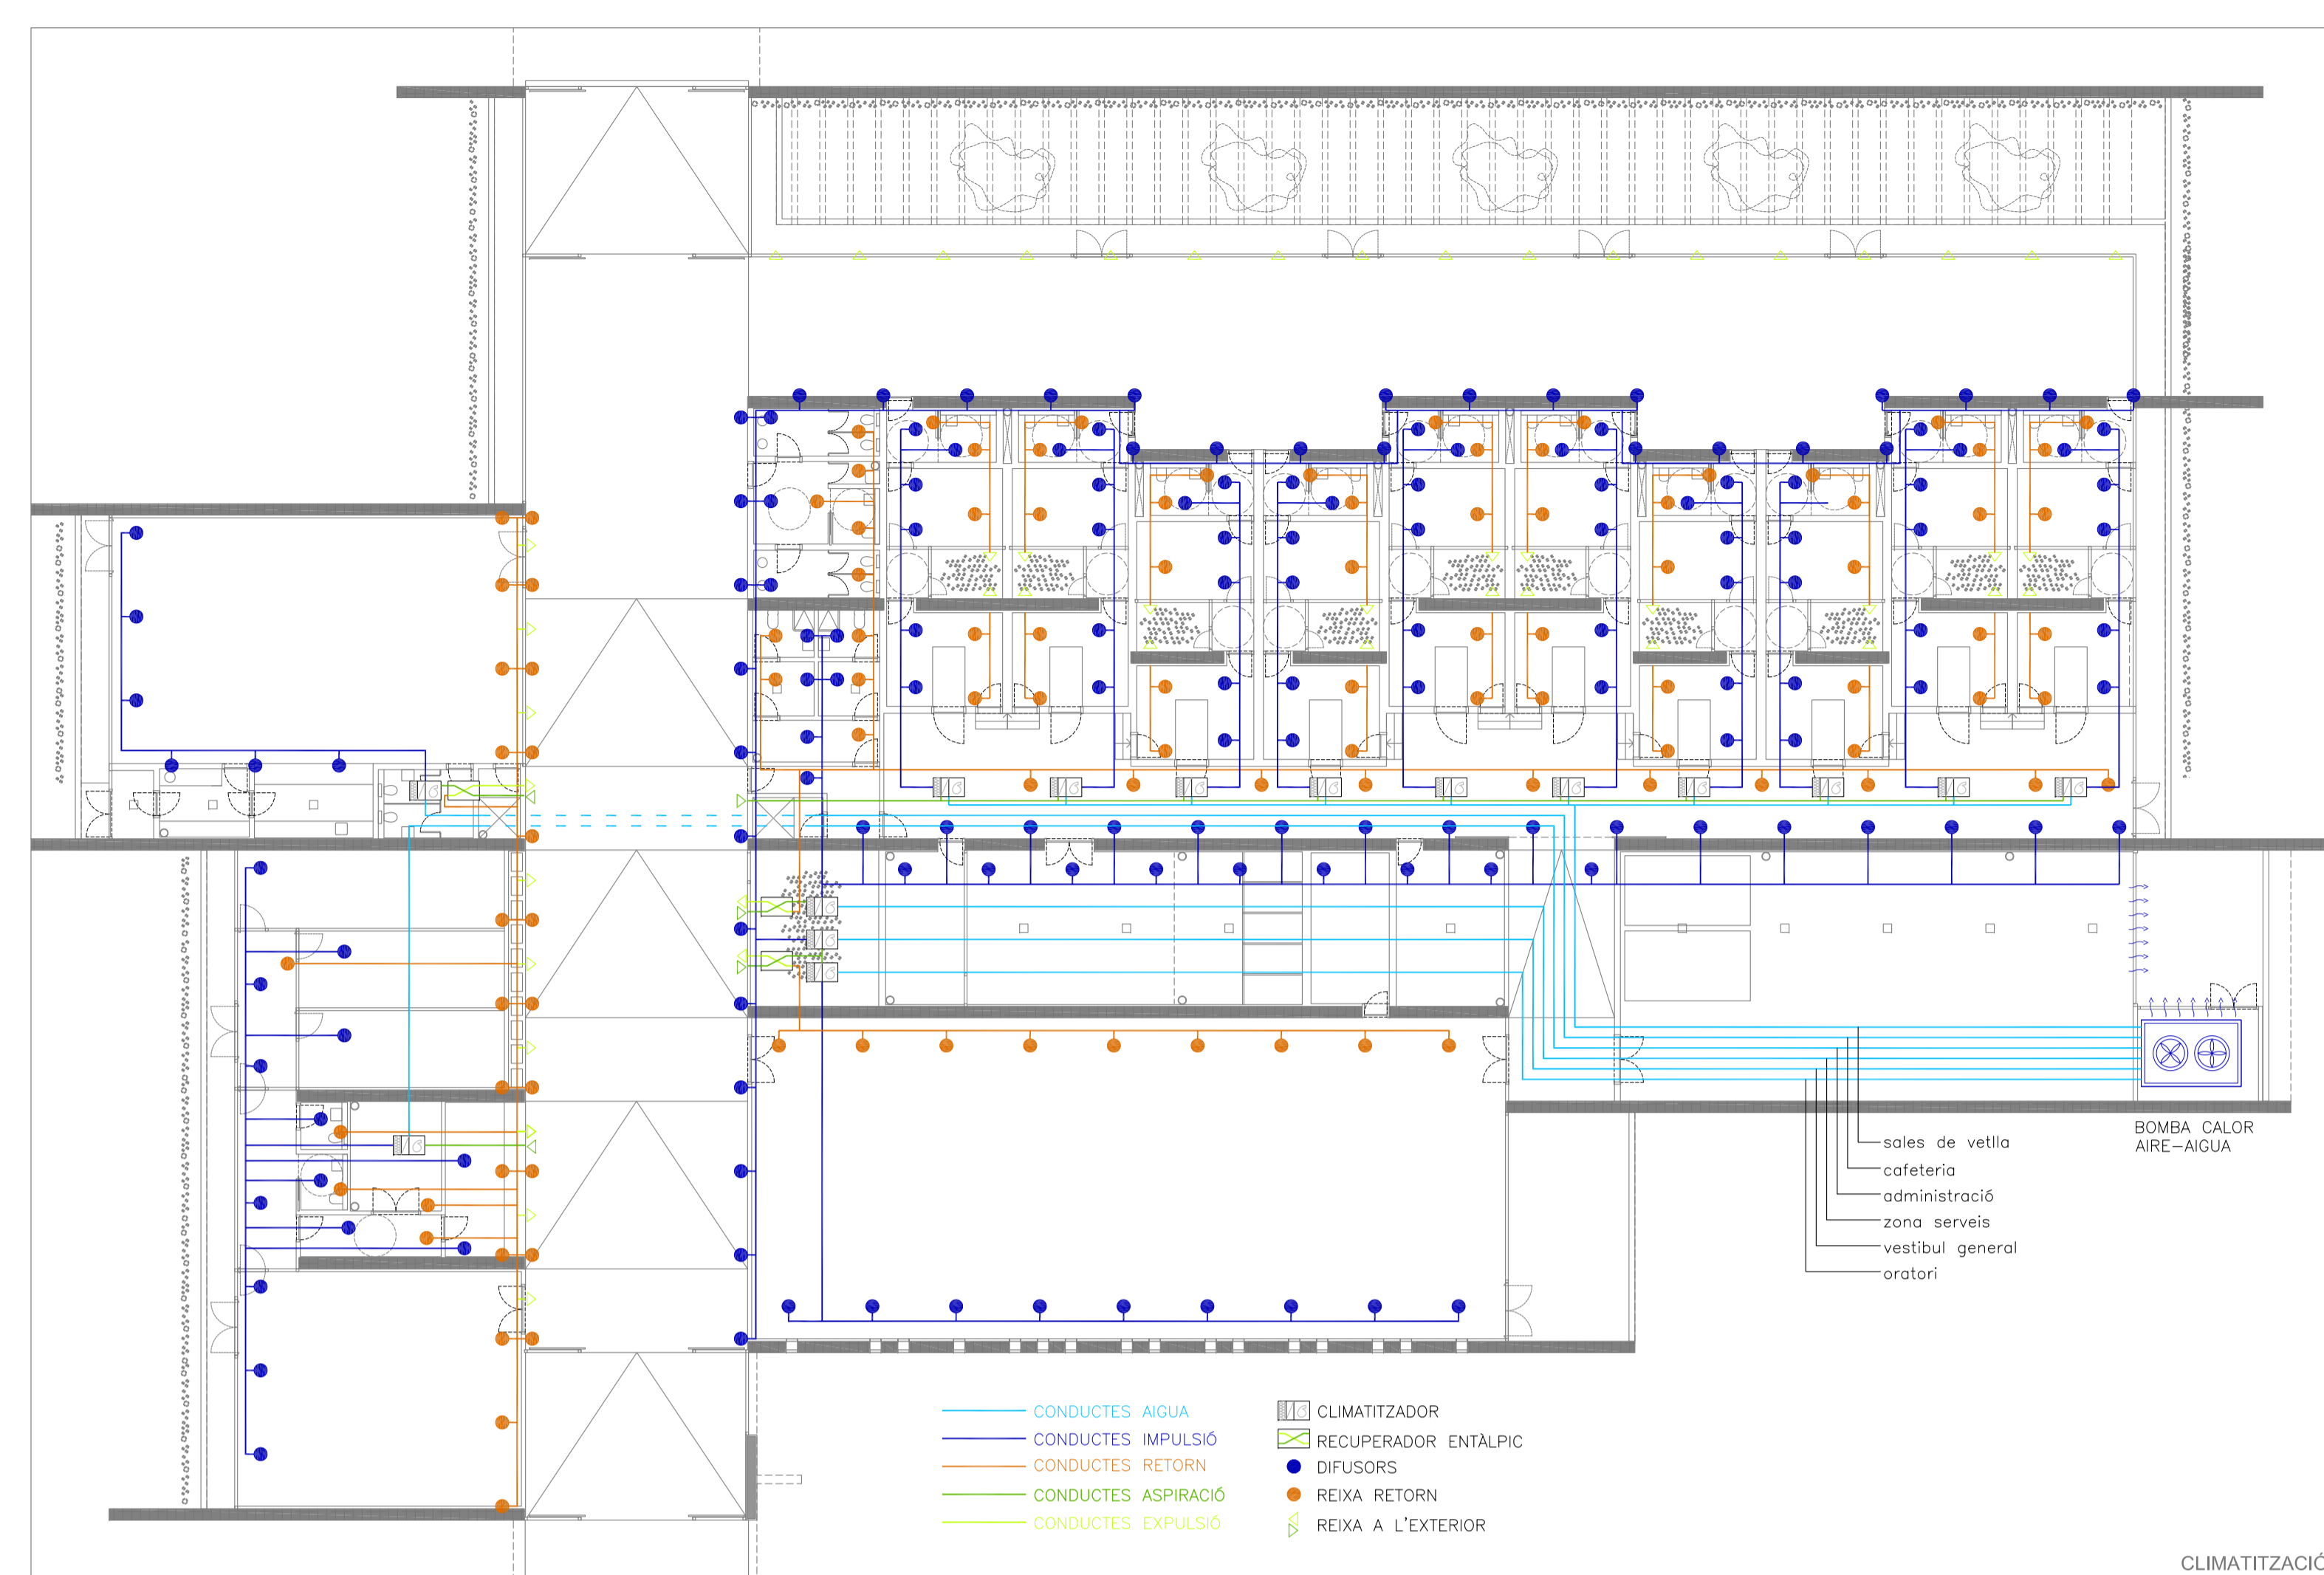 BOMBA CALOR
AIRE-AIGUA
sales de vetlla
cafeteria
administració
zona serveis
vestibul general
oratori
CONDUCTES AIGUA
CONDUCTES IMPULSIÓ
CONDUCTES RETORN
CONDUCTES ASPIRACIÓ
CONDUCTES EXPULSIÓ
CLIMATITZADOR
RECUPERADOR ENTÀLPIC
DIFUSORS
REIXA RETORN
REIXA A L'EXTERIOR
CLIMATITZACIÓ